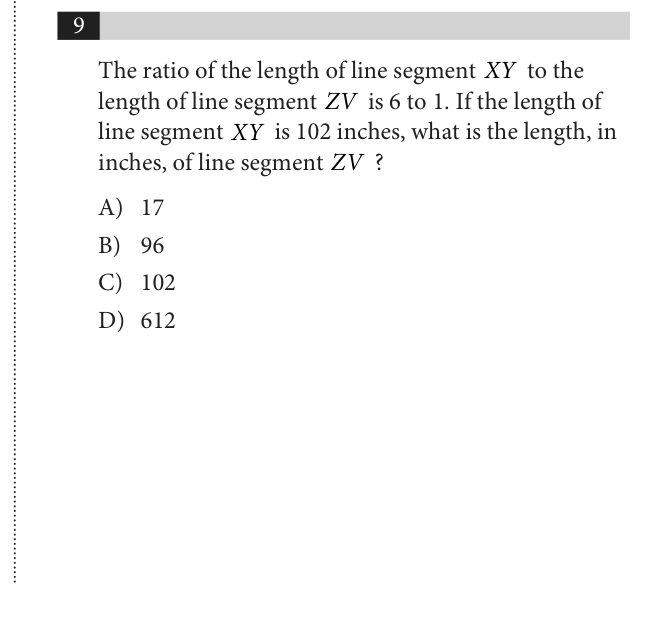 9
The ratio of the length of line segment XY to the
length of line segment ZV is 6 to 1. If the length of
line segment XY is 102 inches, what is the length, in
inches, of line segment ZV ?
A) 17
B) 96
C) 102
D) 612